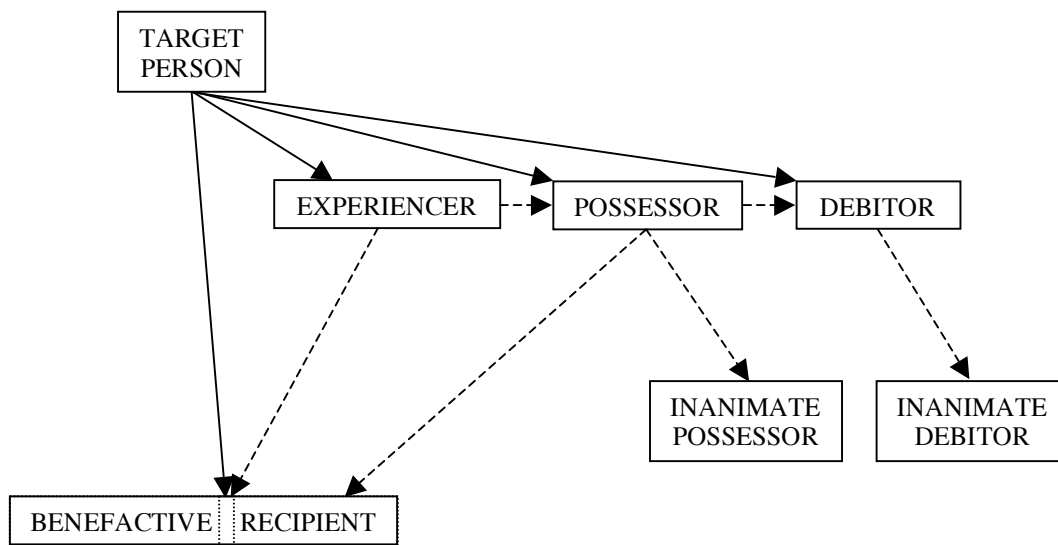 TARGET
PERSON
EXPERIENCER
POSSESSOR
DEBITOR
INANIMATE
POSSESSOR
INANIMATE
DEBITOR
BENEFACTIVE
RECIPIENT